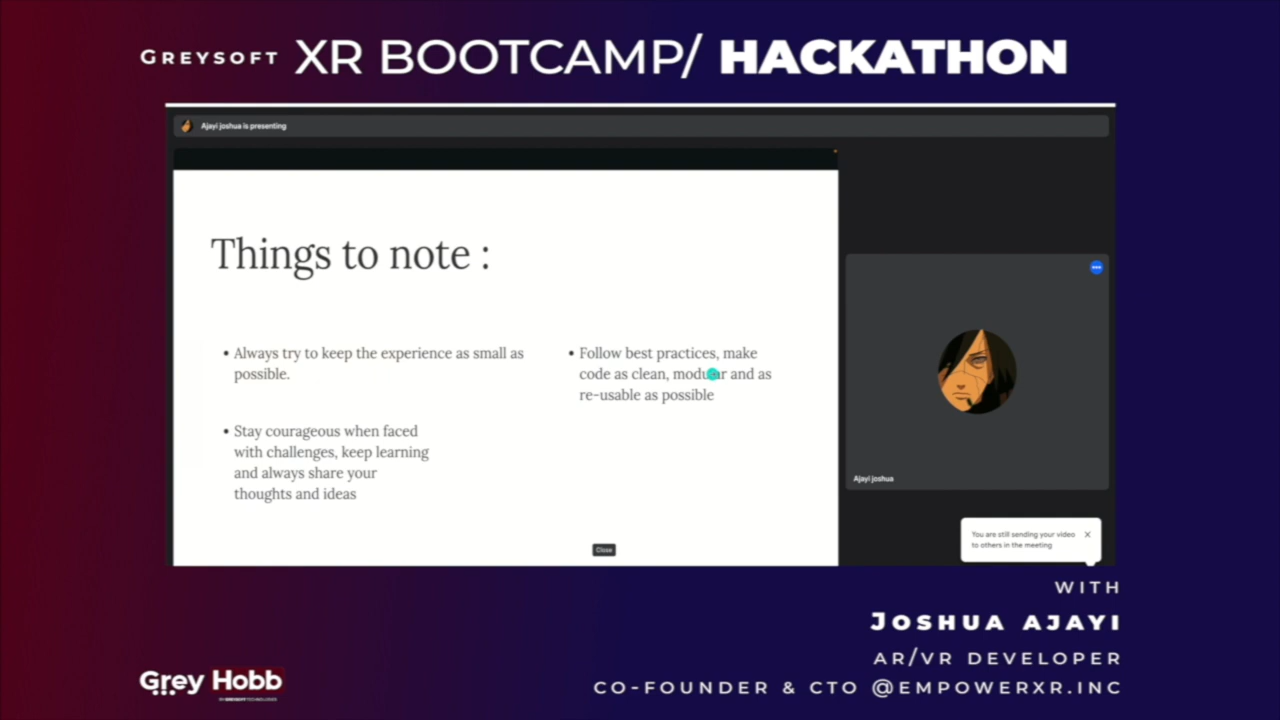 GREYSOFT XR BOOTCAMP/ HACKATHON
Ajayi joshua is presenting
Things to note :
• Always try to keep the experience as small as
possible.
• Stay courageous when faced
with challenges, keep learning
and always share your
thoughts and ideas
• Follow best practices, make
code as clean, modular and as
re-usable as possible
Close
Ajayi joshua
You are still sending your video
to others in the meeting
WITH
JOSHUA AJAYI
AR/VR DEVELOPER
CO-FOUNDER & CTO @EMPOWERXR.INC
Grey Hobb
BY GREYSOFT TECHNOLOGIES